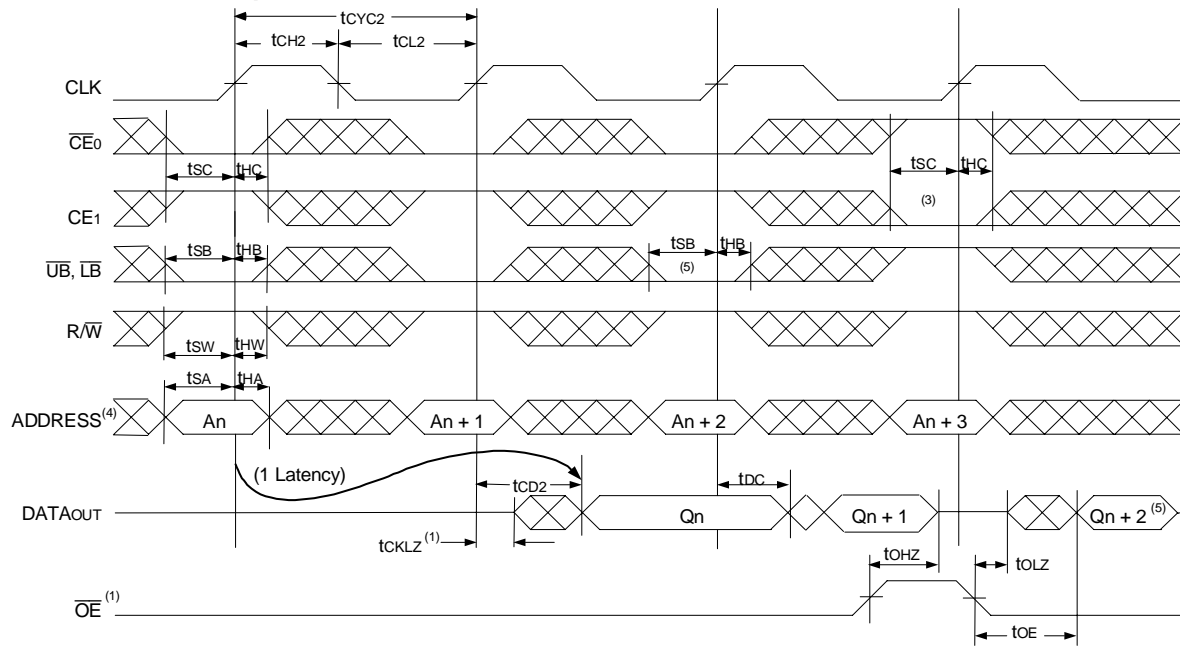 tCYC2
tCH2
tCL2
CLK
CE0
tSC
tHC
tSC
tHC
(3)
CE1
tSB
tHB
tSB
tHB
(5)
UB, LB
R/W
tSW
tHW
tSA
tHA
ADDRESS(4)
An
An + 1
An + 2
An + 3
(1 Latency)
tCD2
tDC
DATAOUT
Qn
Qn + 1
Qn + 2 (5)
tCKLZ(1)
tOHZ
tOLZ
OE (1)
tOE